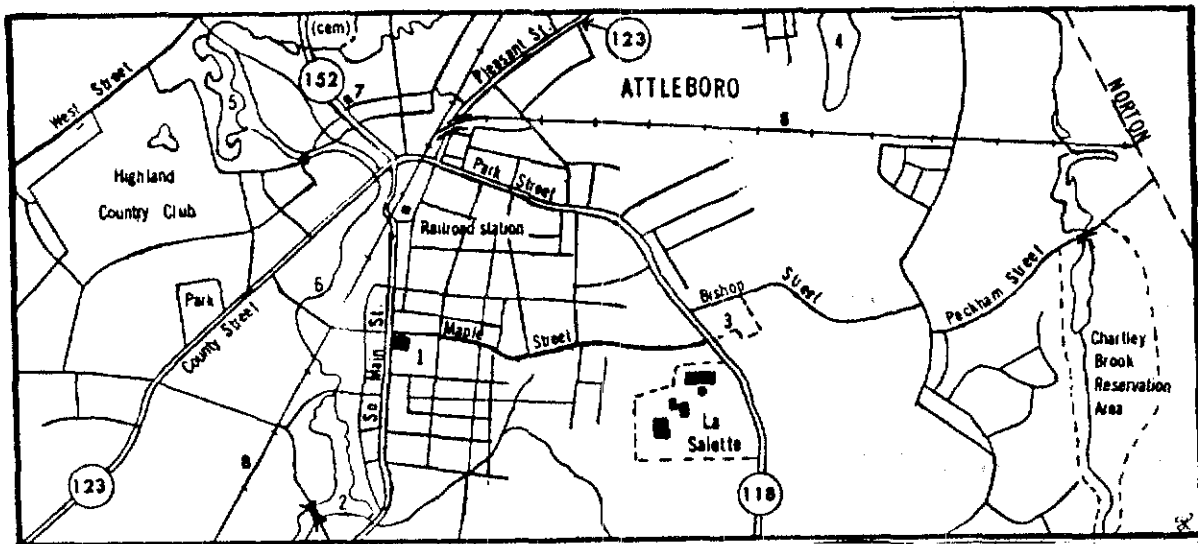 (cem)
Pleasant St.
123
152
4
7
ATTLEBORO
NORTON
West Street
5
8
Park Street
Highland
Country Club
Railroad station
Street
Bishop
Peckham Street
6
Park
3
County Street
Maple
Street
So Main St
1
Chartley
Brook
Reservation
Area
La
Salette
8
123
2
118